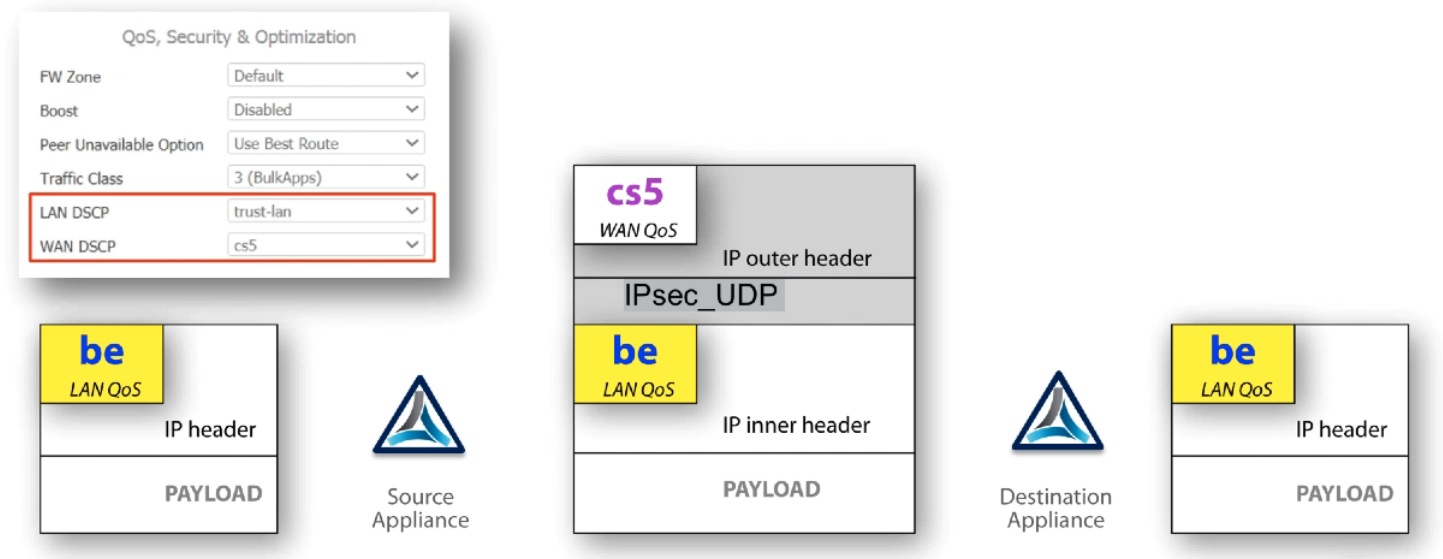 QoS, Security & Optimization
FW Zone Default
Boost Disabled
Peer Unavailable Option Use Best Route
Traffic Class 3 (BulkApps)
LAN DSCP trust-lan
WAN DSCP cs5
be
LAN QoS
IP header
PAYLOAD
Source
Appliance
cs5
WAN QoS
IP outer header
IPsec_UDP
be
LAN QoS
IP inner header
PAYLOAD
Destination
Appliance
be
LAN QoS
IP header
PAYLOAD